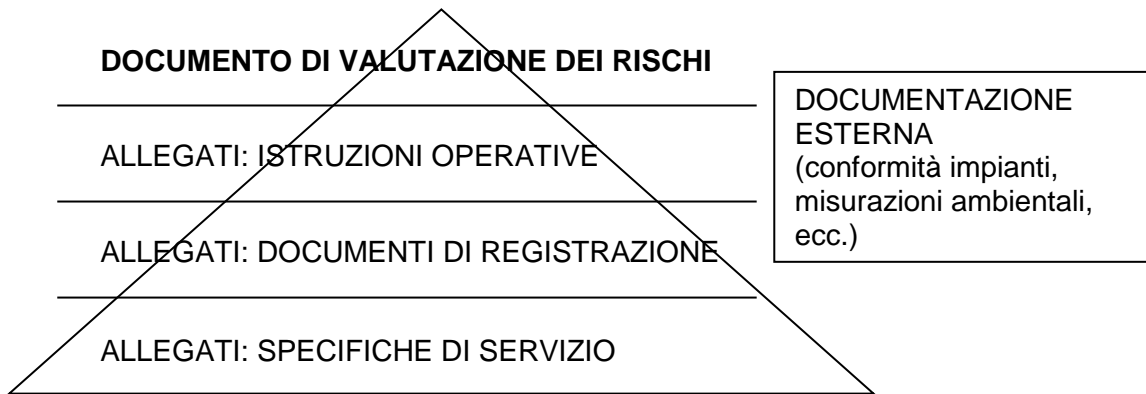 DOCUMENTO DI VALUTAZIONE DEI RISCHI
ALLEGATI: ISTRUZIONI OPERATIVE
ALLEGATI: DOCUMENTI DI REGISTRAZIONE
ALLEGATI: SPECIFICHE DI SERVIZIO
DOCUMENTAZIONE
ESTERNA
(conformità impianti,
misurazioni ambientali,
ecc.)